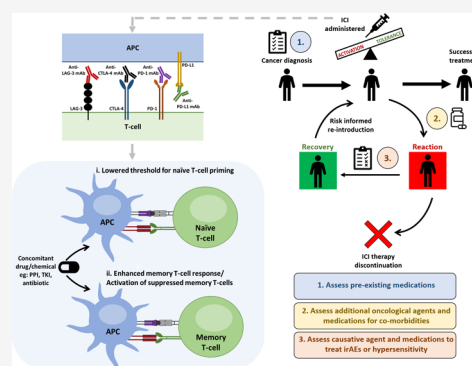 APC
Anti-
LAG-3 mAb
Anti-
CTLA-4 mAb
Anti-
PD-1 mAb
PD-L1
Anti-
PD-L1 mAb
LAG-3
CTLA-4
PD-1
T-cell
i. Lowered threshold for naïve T-cell priming
APC
Naïve
T-cell
Concomitant
drug/chemical
eg: PPI, TKI,
antibiotic
ii. Enhanced memory T-cell response/
Activation of suppressed memory T-cells
APC
Memory
T-cell
ICI
administered
1.
ACTIVATION
TOLERANCE
Cancer diagnosis
Success
treatme
Risk informed
re-introduction
2.
Recovery
3.
Reaction
ICI therapy
discontinuation
1. Assess pre-existing medications
2. Assess additional oncological agents and
medications for co-morbidities
3. Assess causative agent and medications to
treat irAEs or hypersensitivity